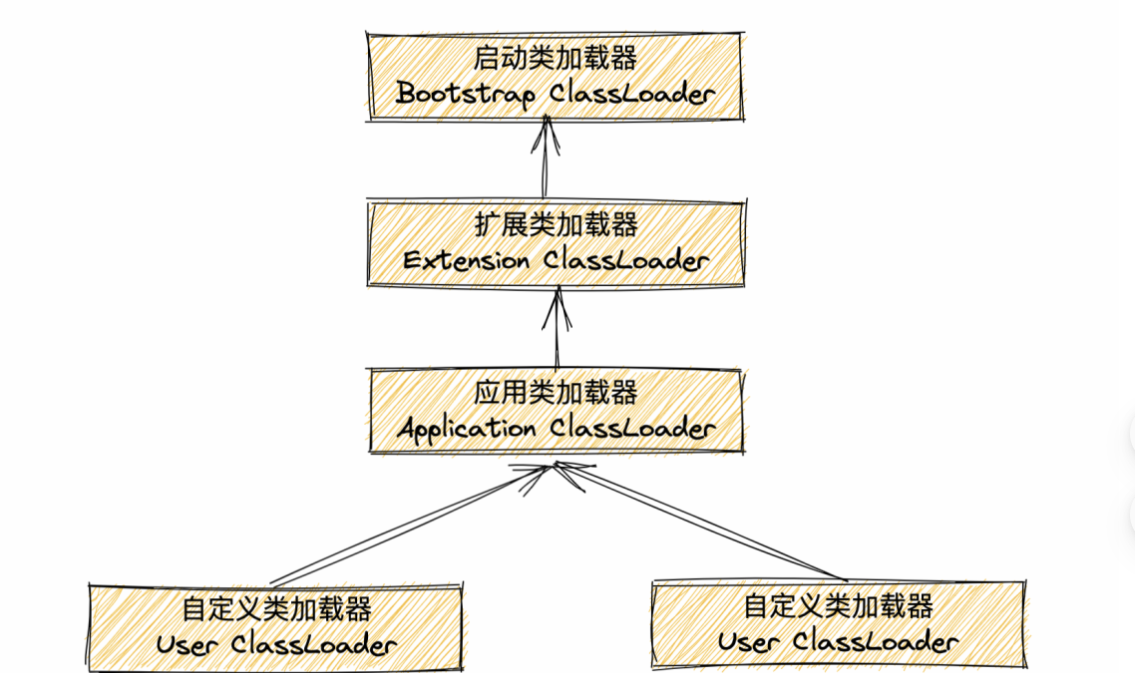 启动类加载器
Bootstrap ClassLoader
扩展类加载器
Extension ClassLoader
应用类加载器
Application ClassLoader
自定义类加载器
User ClassLoader
自定义类加载器
User ClassLoader